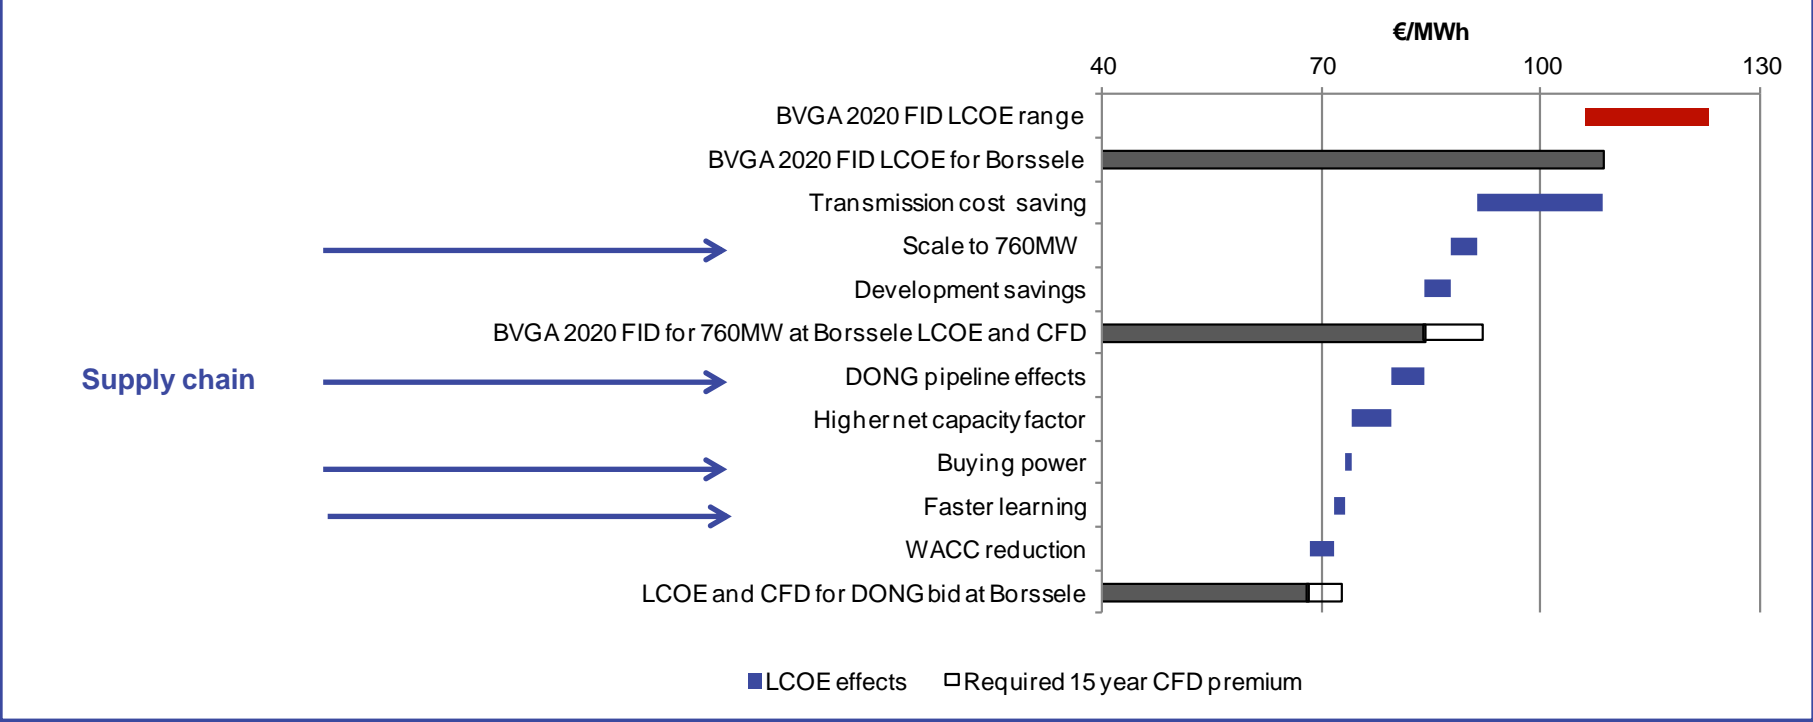 €/MWh
40 70 100 130
BVGA 2020 FID LCOE range
BVGA 2020 FID LCOE for Borssele
Transmission cost saving
Scale to 760MW
Development savings
BVGA 2020 FID for 760MW at Borssele LCOE and CFD
Supply chain
DONG pipeline effects
Higher net capacity factor
Buying power
Faster learning
WACC reduction
LCOE and CFD for DONG bid at Borssele
LCOE effects Required 15 year CFD premium